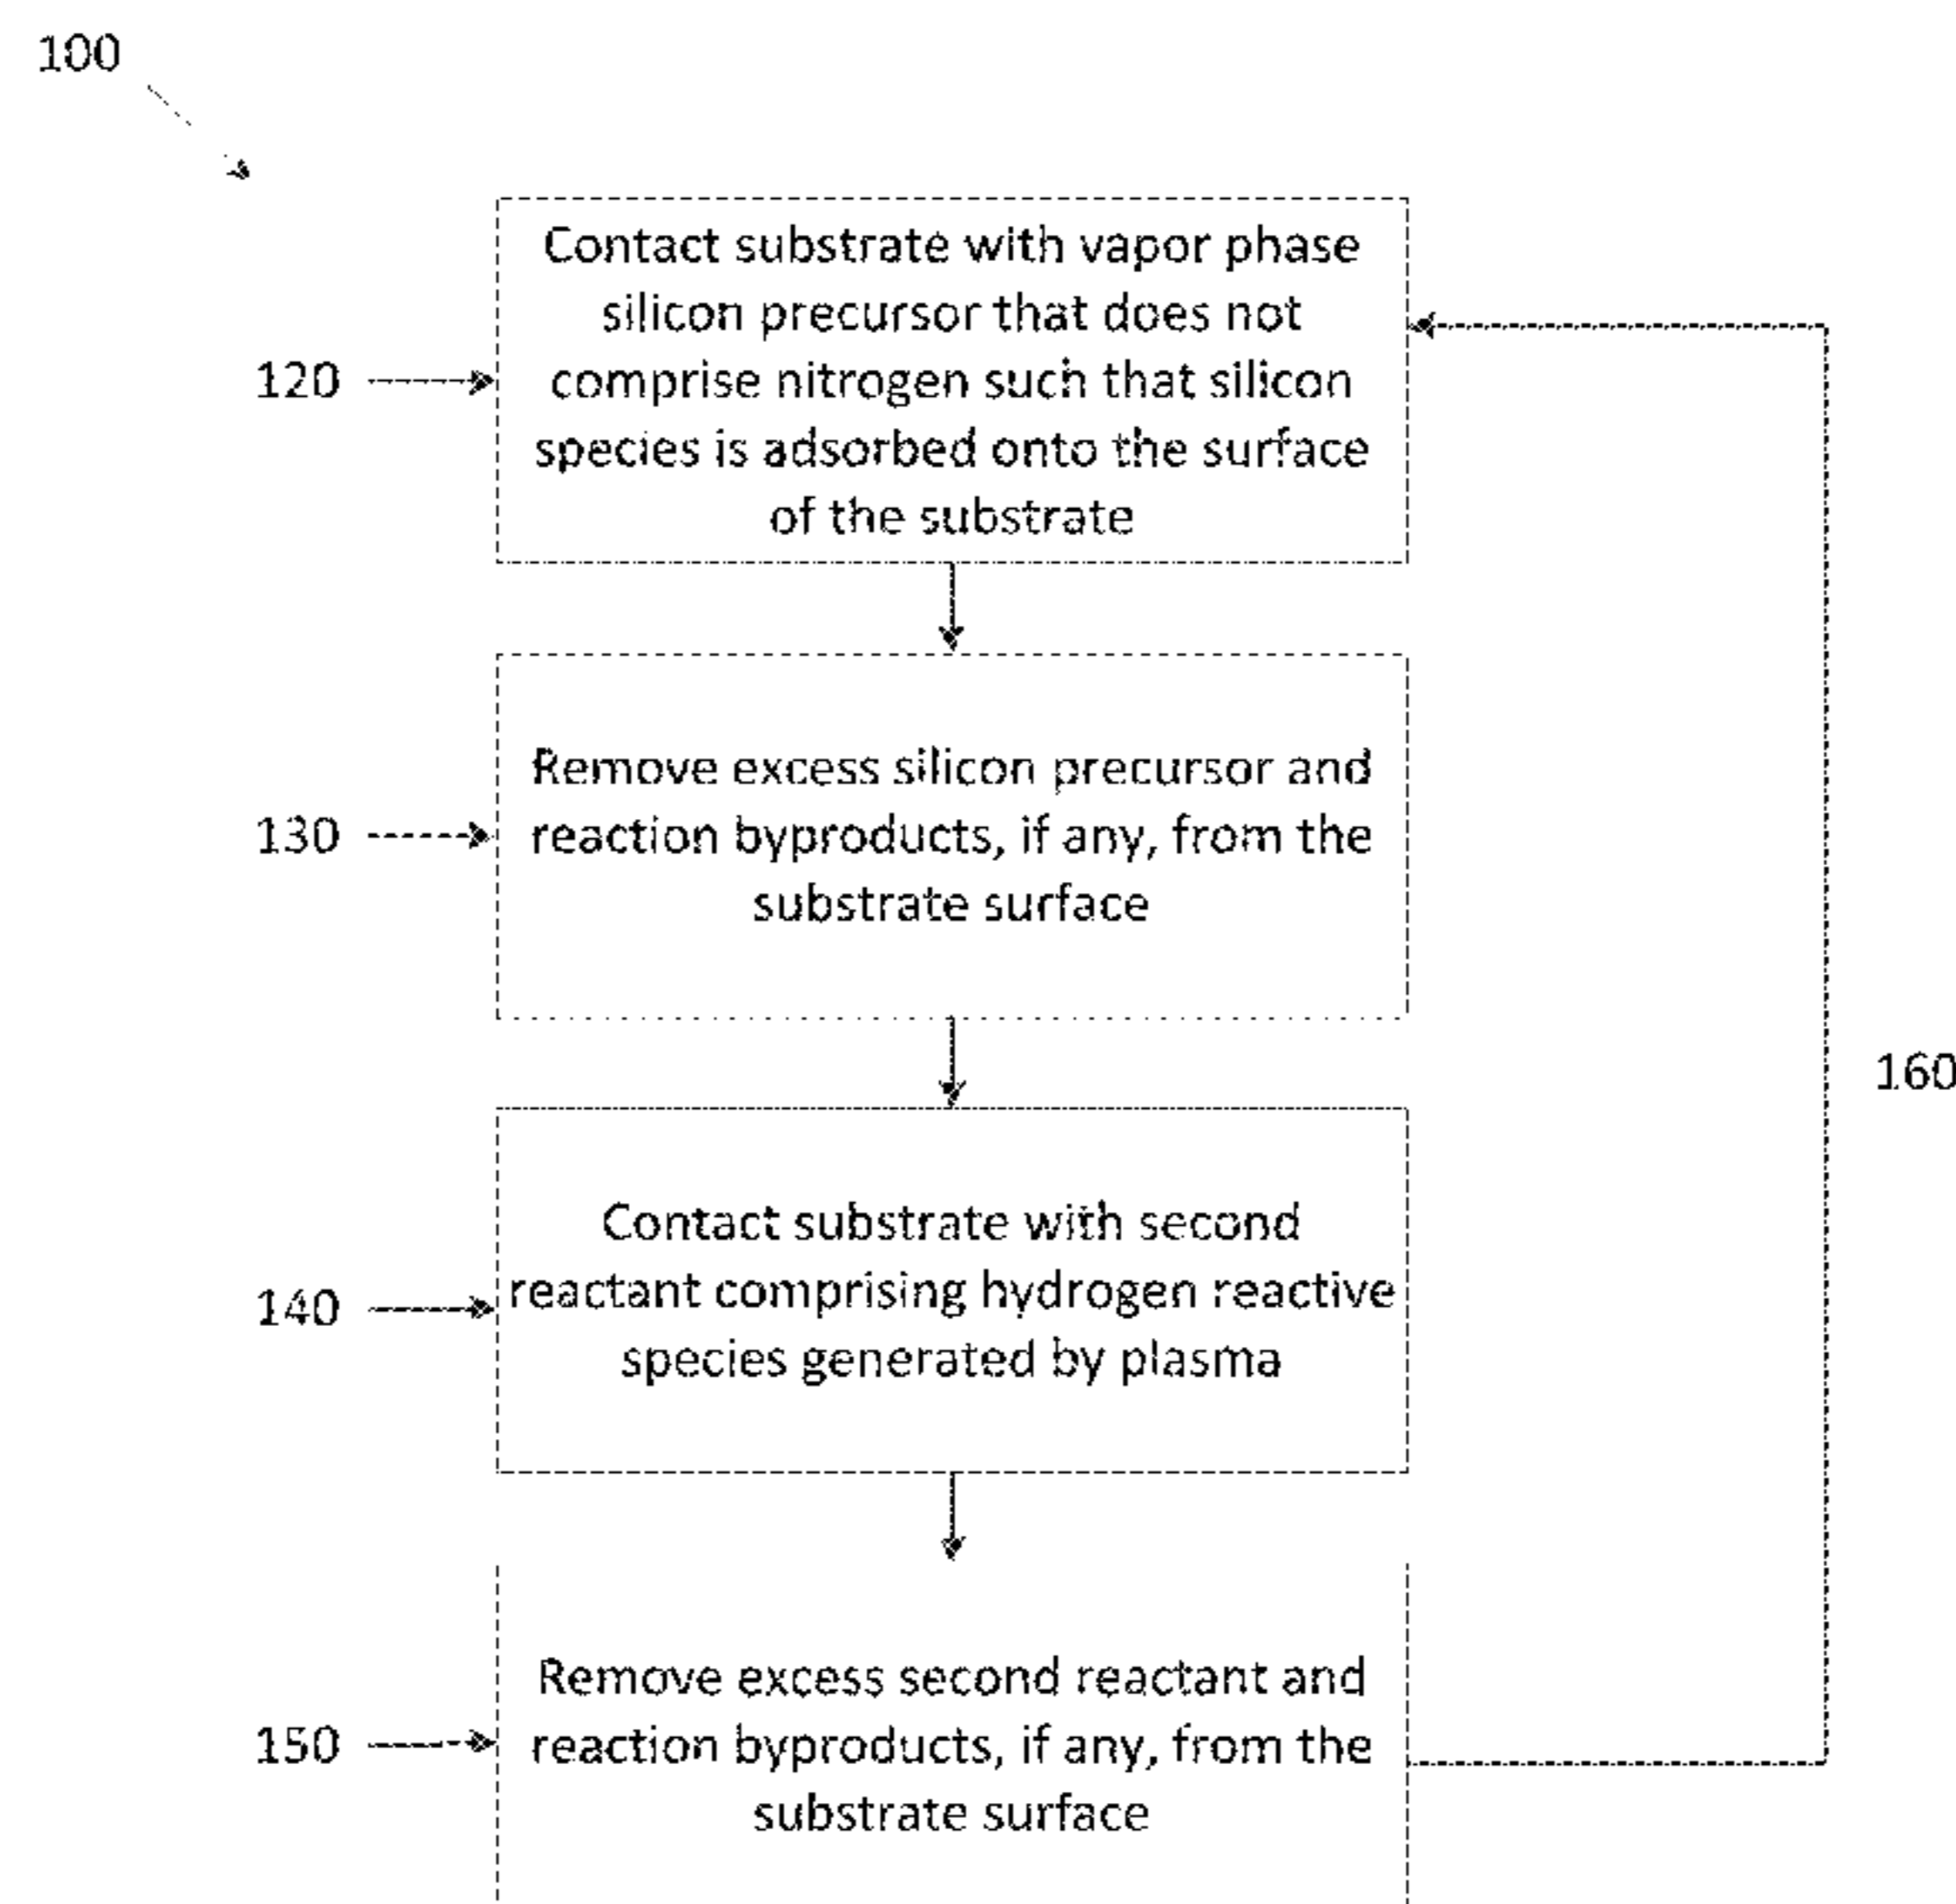 100
Contact substrate with vapor phase
silicon precursor that does not
comprise nitrogen such that silicon
species is adsorbed onto the surface
of the substrate
120
Remove excess silicon precursor and
reaction byproducts, if any, from the
substrate surface
130
160
Contact substrate with second
reactant comprising hydrogen reactive
species generated by plasma
140
Remove excess second reactant and
reaction byproducts, if any, from the
substrate surface
150